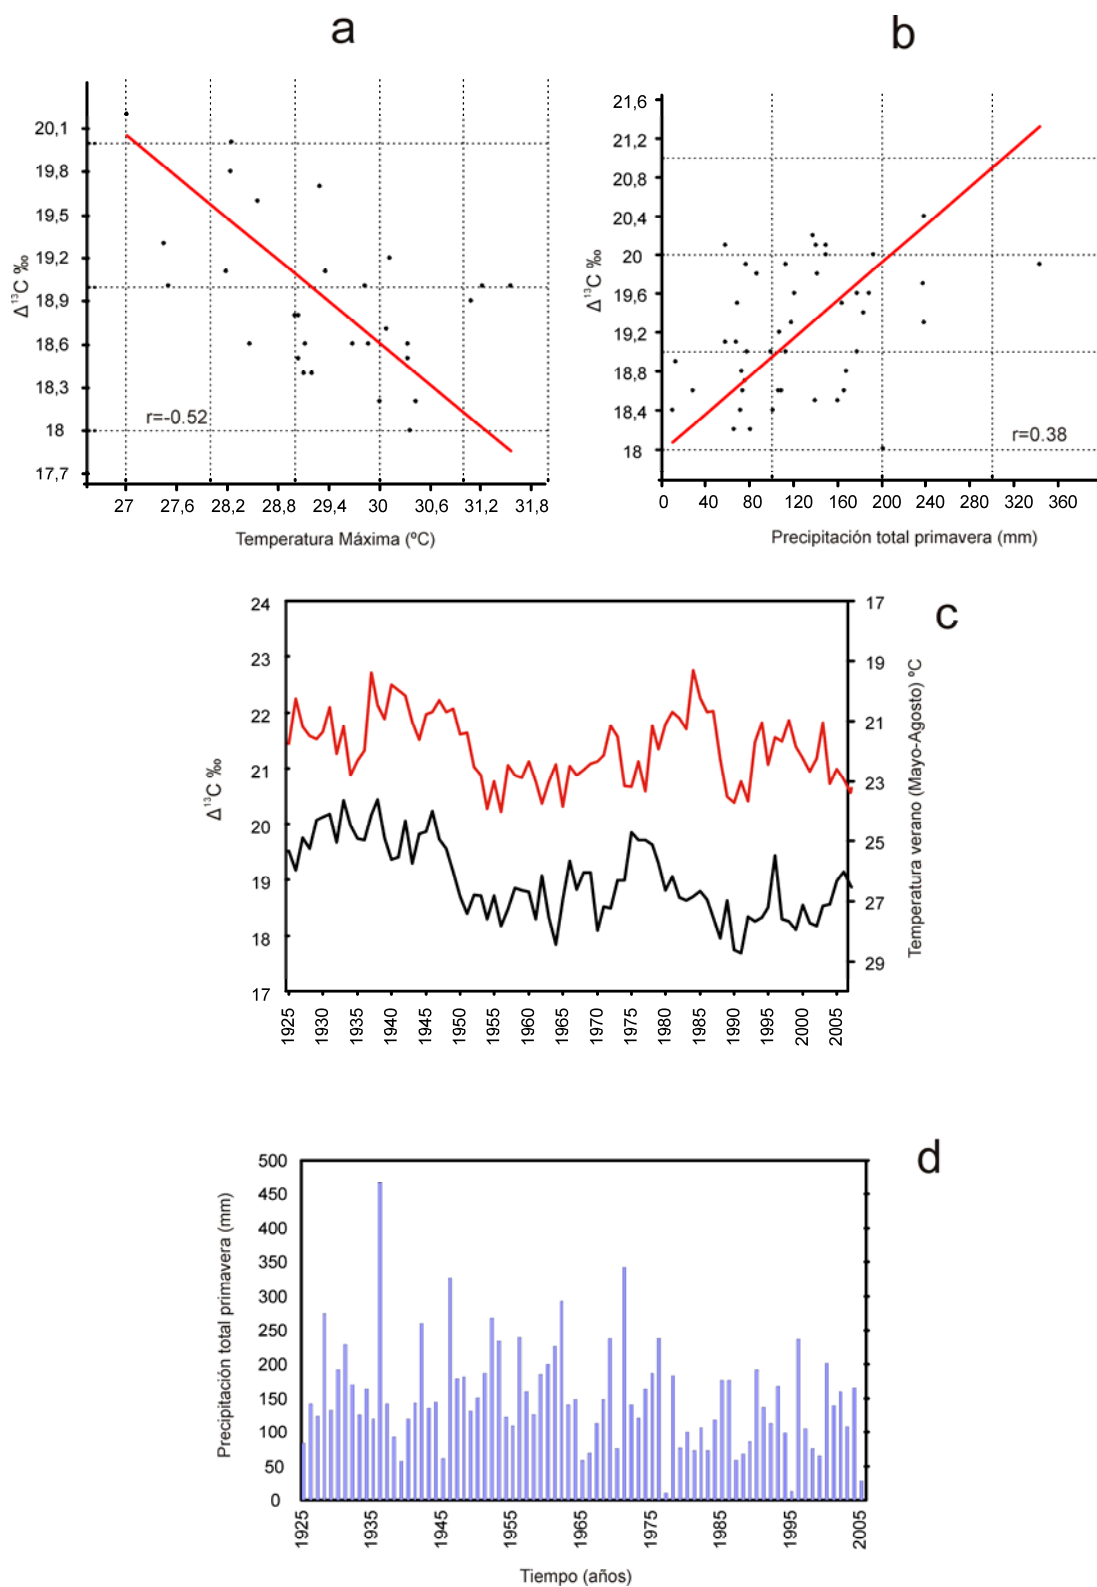 a
b
20,1
19,8
19,5
19,2
18,9
18,6
18,3
18
17,7
Δ¹³C ‰
r=-0.52
27 27,6 28,2 28,8 29,4 30 30,6 31,2 31,8
Temperatura Máxima (ºC)
21,6
21,2
20,8
20,4
20
19,6
19,2
18,8
18,4
18
Δ¹³C ‰
r=0.38
0 40 80 120 160 200 240 280 320 360
Precipitación total primavera (mm)
c
24
23
22
21
20
19
18
17
Δ¹³C ‰
17
19
21
23
25
27
29
Temperatura verano (Mayo-Agosto) ºC
1925 1930 1935 1940 1945 1950 1955 1960 1965 1970 1975 1980 1985 1990 1995 2000 2005
d
500
450
400
350
300
250
200
150
100
50
0
Precipitación total primavera (mm)
1925 1935 1945 1955 1965 1975 1985 1995 2005
Tiempo (años)